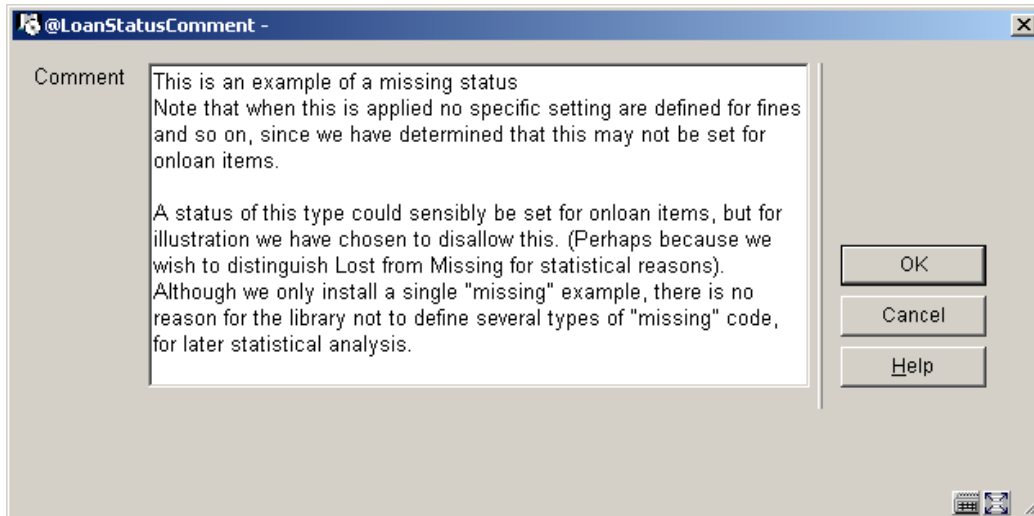 @LoanStatusComment -
Comment
This is an example of a missing status
Note that when this is applied no specific setting are defined for fines
and so on, since we have determined that this may not be set for
onloan items.
A status of this type could sensibly be set for onloan items, but for
illustration we have chosen to disallow this. (Perhaps because we
wish to distinguish Lost from Missing for statistical reasons).
Although we only install a single "missing" example, there is no
reason for the library not to define several types of "missing" code,
for later statistical analysis.
OK
Cancel
Help